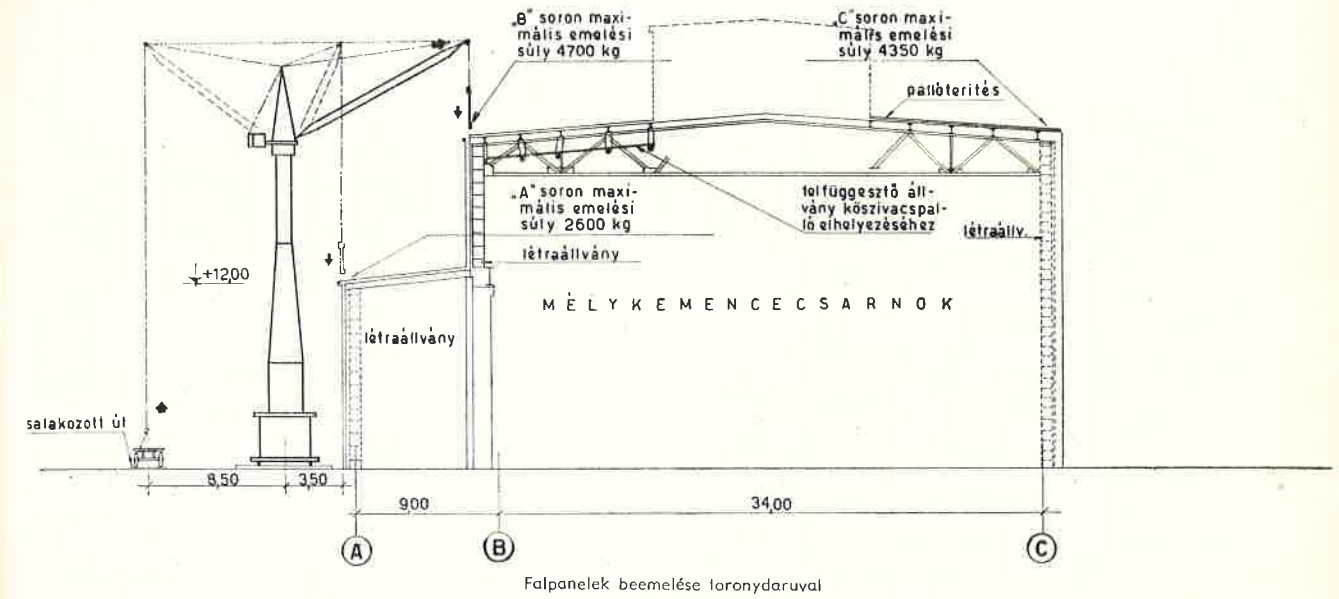 „B" soron maxi-
mális emelési
súly 4700 kg
„C" soron maxi-
mális emelési
súly 4350 kg
pallóterítés
„A" soron maxi-
mális emelési
súly 2600 kg
felfüggesztő áll-
vány kőszivacspal-
ló elhelyezéséhez
létraállv.
létraállvány
+12,00
MÉLYKEMENCECSARNOK
létraállvány
salakozott út
8,50
3,50
900
34,00
A
B
C
Falpanelek beemelése toronydaruval